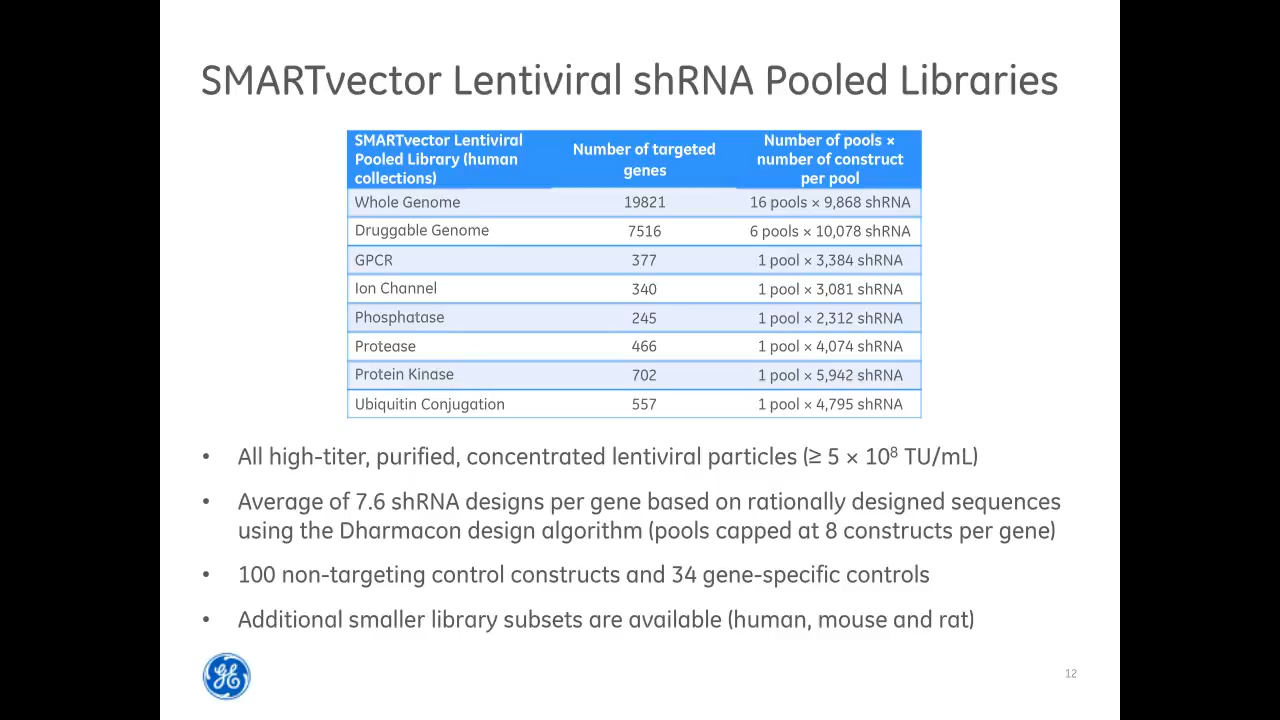 SMARTvector Lentiviral shRNA Pooled Libraries
SMARTvector Lentiviral
Pooled Library (human
collections)
Number of targeted
genes
Number of pools ×
number of construct
per pool
Whole Genome 19821 16 pools × 9,868 shRNA
Druggable Genome 7516 6 pools × 10,078 shRNA
GPCR 377 1 pool × 3,384 shRNA
Ion Channel 340 1 pool × 3,081 shRNA
Phosphatase 245 1 pool × 2,312 shRNA
Protease 466 1 pool × 4,074 shRNA
Protein Kinase 702 1 pool × 5,942 shRNA
Ubiquitin Conjugation 557 1 pool × 4,795 shRNA
• All high-titer, purified, concentrated lentiviral particles (≥ 5 × 10⁸ TU/mL)
• Average of 7.6 shRNA designs per gene based on rationally designed sequences
using the Dharmacon design algorithm (pools capped at 8 constructs per gene)
• 100 non-targeting control constructs and 34 gene-specific controls
• Additional smaller library subsets are available (human, mouse and rat)
GE
12